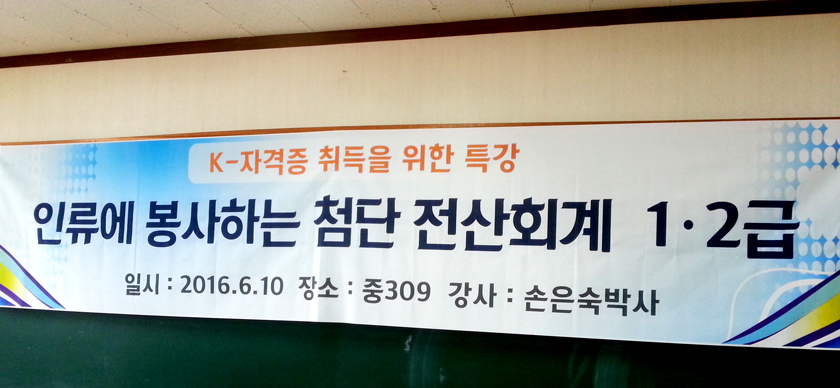 K-자격증 취득을 위한 특강
인류에 봉사하는 첨단 전산회계 1·2급
일시 : 2016.6.10 장소 : 중309 강사 : 손은숙박사